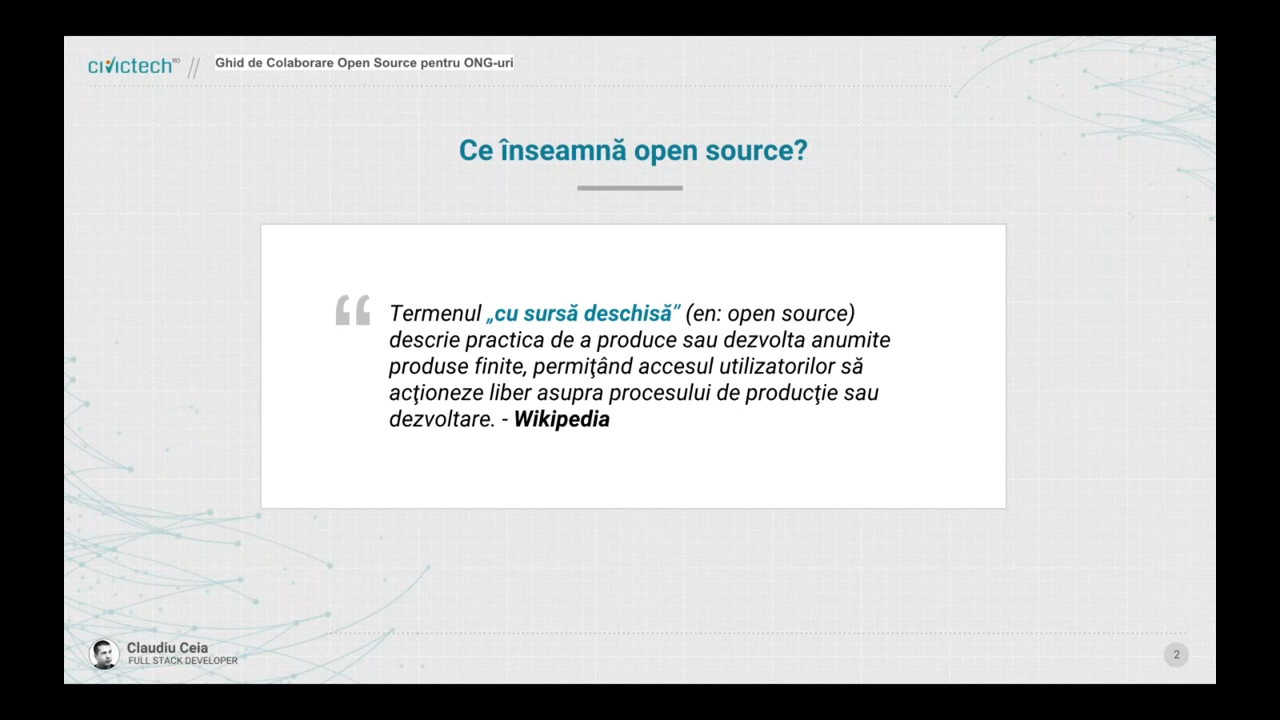 civictech RO // Ghid de Colaborare Open Source pentru ONG-uri
Ce înseamnă open source?
“ Termenul „cu sursă deschisă” (en: open source)
descrie practica de a produce sau dezvolta anumite
produse finite, permiţând accesul utilizatorilor să
acţioneze liber asupra procesului de producţie sau
dezvoltare. - Wikipedia
Claudiu Ceia
FULL STACK DEVELOPER
2